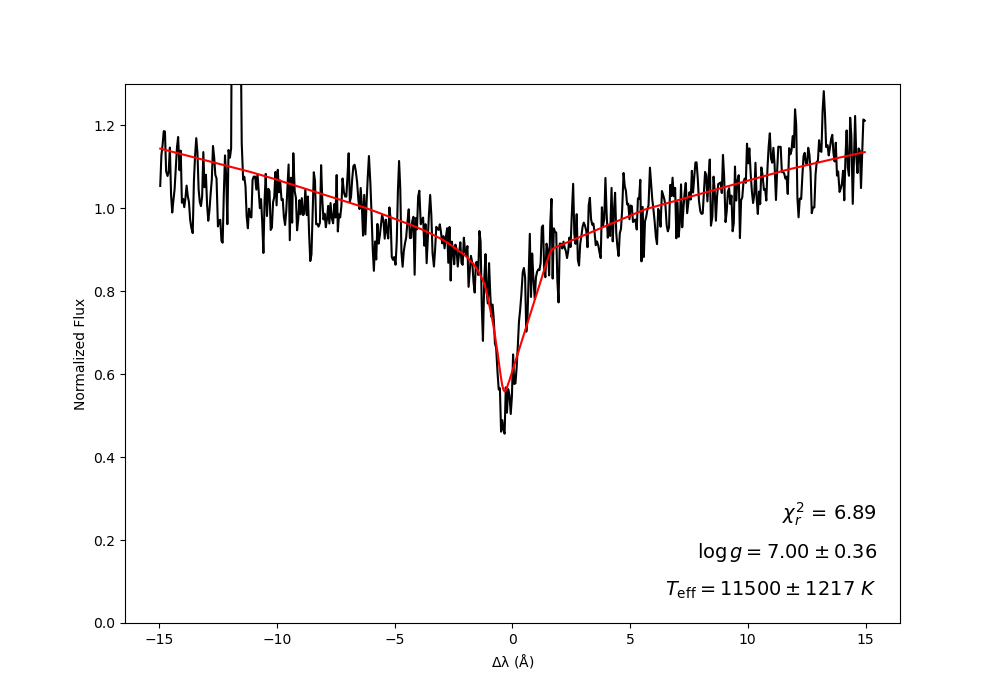 1.2
1.0
0.8
0.6
0.4
0.2
0.0
Normalized Flux
χ²ᵣ = 6.89
log g = 7.00 ± 0.36
T_eff = 11500 ± 1217 K
−15 −10 −5 0 5 10 15
Δλ (Å)